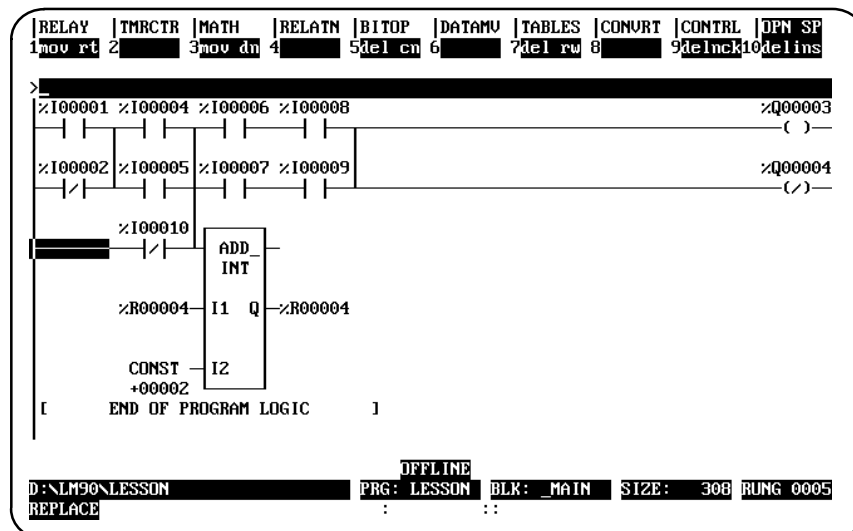 |RELAY |TMRCTR |MATH |RELATN |BITOP |DATAMV |TABLES |CONVRT |CONTRL |OPN SP
1mov rt 2 3mov dn 4 5del cn 6 7del rw 8 9delnck10delins
>_
%I00001 %I00004 %I00006 %I00008 %Q00003
%I00002 %I00005 %I00007 %I00009 %Q00004
%I00010
ADD_
INT
%R00004 I1 Q %R00004
CONST I2
+00002
[ END OF PROGRAM LOGIC ]
OFFLINE
D:\LM90\LESSON PRG: LESSON BLK: _MAIN SIZE: 308 RUNG 0005
REPLACE : ::